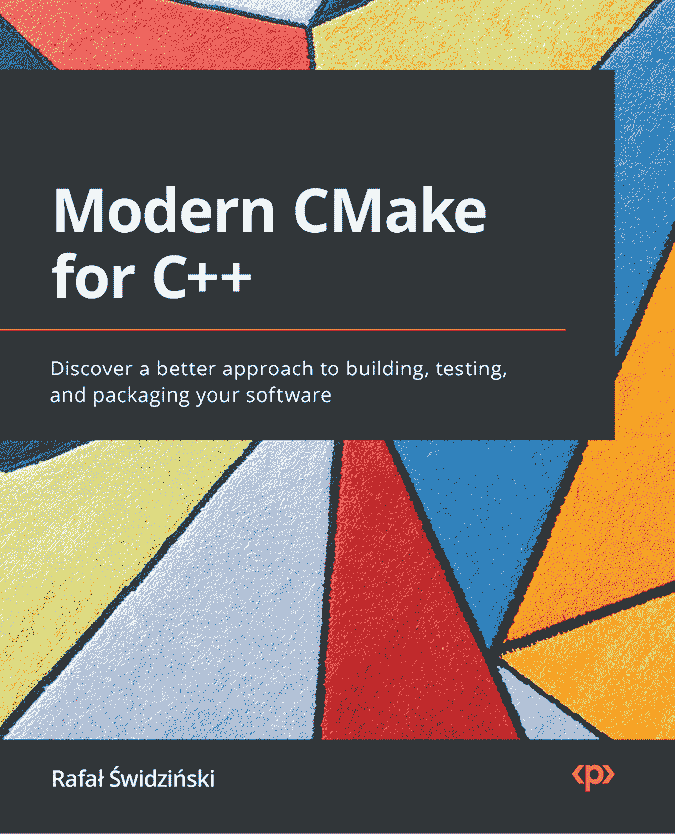 Modern CMake
for C++
Discover a better approach to building, testing,
and packaging your software
Rafał Świdziński
<p>